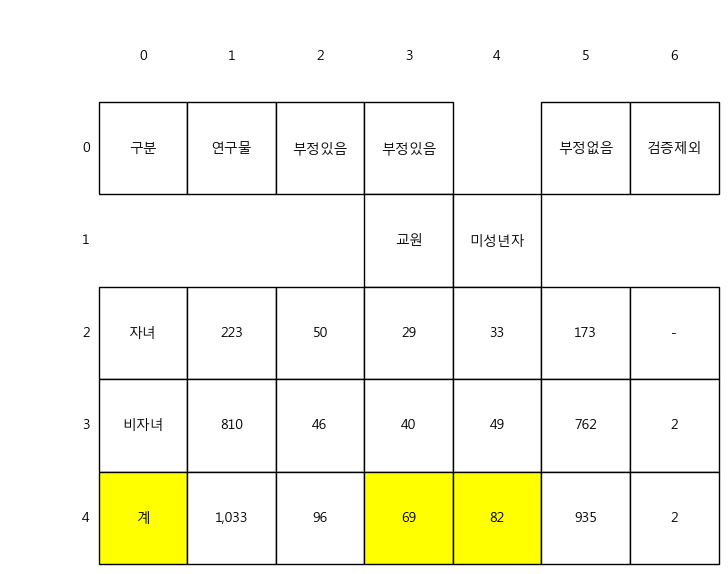 0 1 2 3 4 5 6
0 구분 연구물 부정있음 부정있음 부정없음 검증제외
1 교원 미성년자
2 자녀 223 50 29 33 173 -
3 비자녀 810 46 40 49 762 2
4 계 1,033 96 69 82 935 2